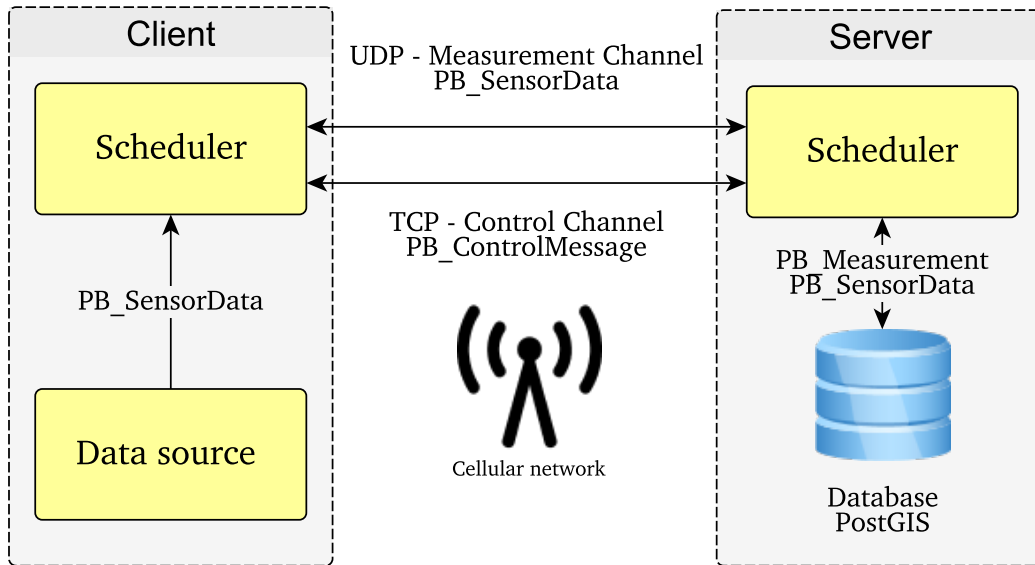 Client
Server
UDP - Measurement Channel
PB_SensorData
Scheduler
Scheduler
TCP - Control Channel
PB_ControlMessage
PB_Measurement
PB_SensorData
PB_SensorData
Data source
Cellular network
Database
PostGIS